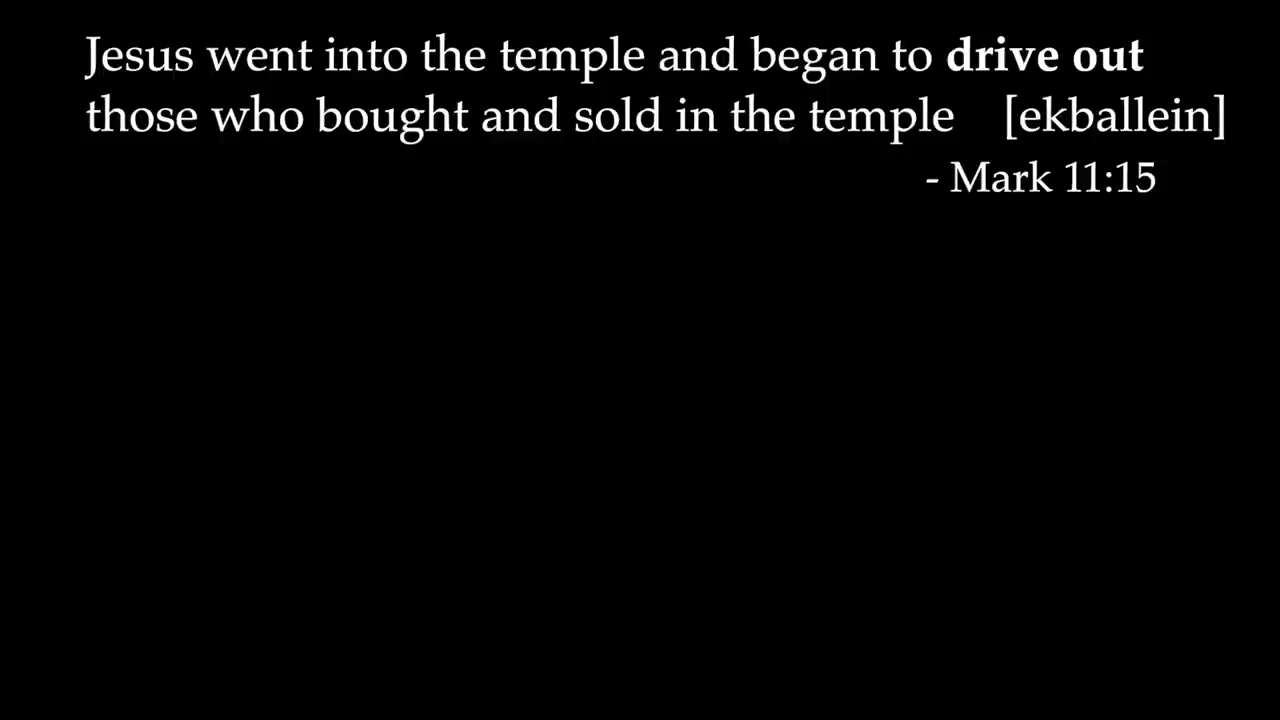 Jesus went into the temple and began to drive out
those who bought and sold in the temple [ekballein]
- Mark 11:15